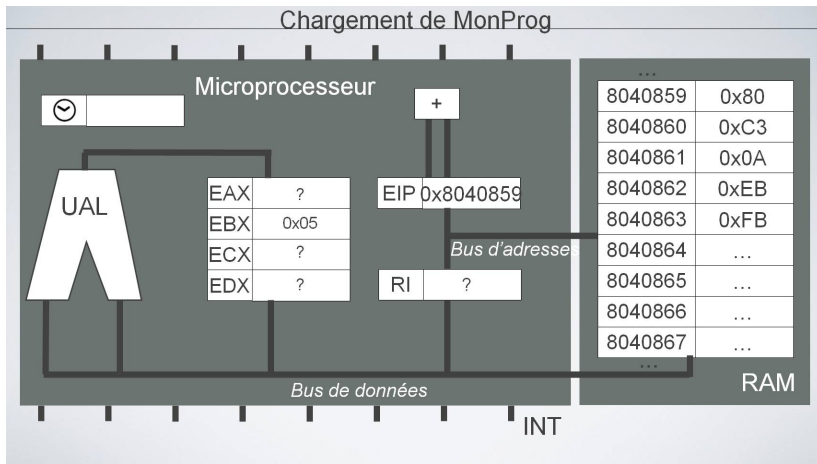 Chargement de MonProg
Microprocesseur
+
UAL
EAX ?
EBX 0x05
ECX ?
EDX ?
EIP 0x8040859
Bus d'adresses
RI ?
Bus de données
INT
...
8040859 0x80
8040860 0xC3
8040861 0x0A
8040862 0xEB
8040863 0xFB
8040864 ...
8040865 ...
8040866 ...
8040867 ...
...
RAM